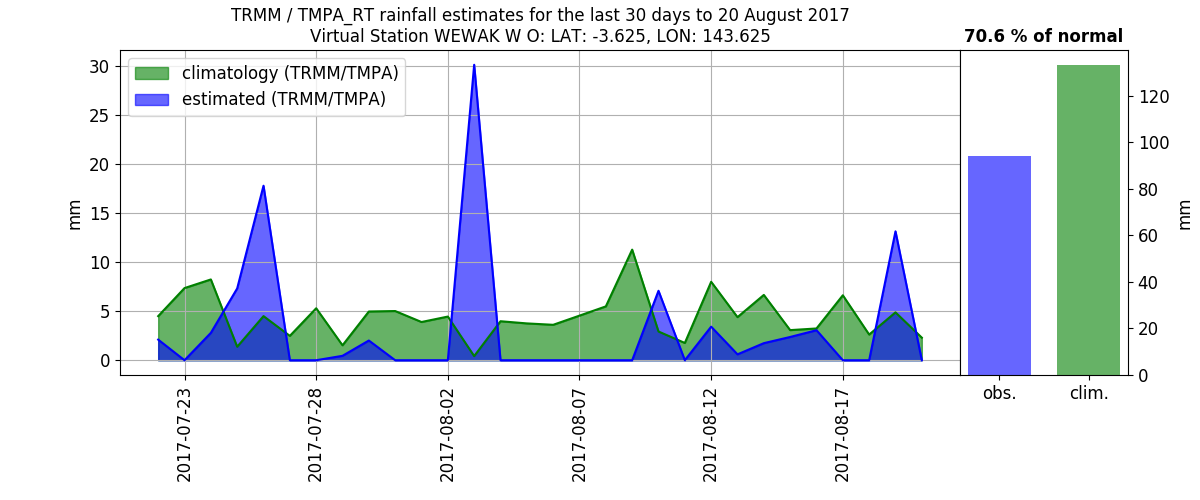 TRMM / TMPA_RT rainfall estimates for the last 30 days to 20 August 2017
Virtual Station WEWAK W O: LAT: -3.625, LON: 143.625
70.6 % of normal
climatology (TRMM/TMPA)
estimated (TRMM/TMPA)
mm
30
25
20
15
10
5
0
2017-07-23
2017-07-28
2017-08-02
2017-08-07
2017-08-12
2017-08-17
120
100
80
60
40
20
0
mm
obs.
clim.